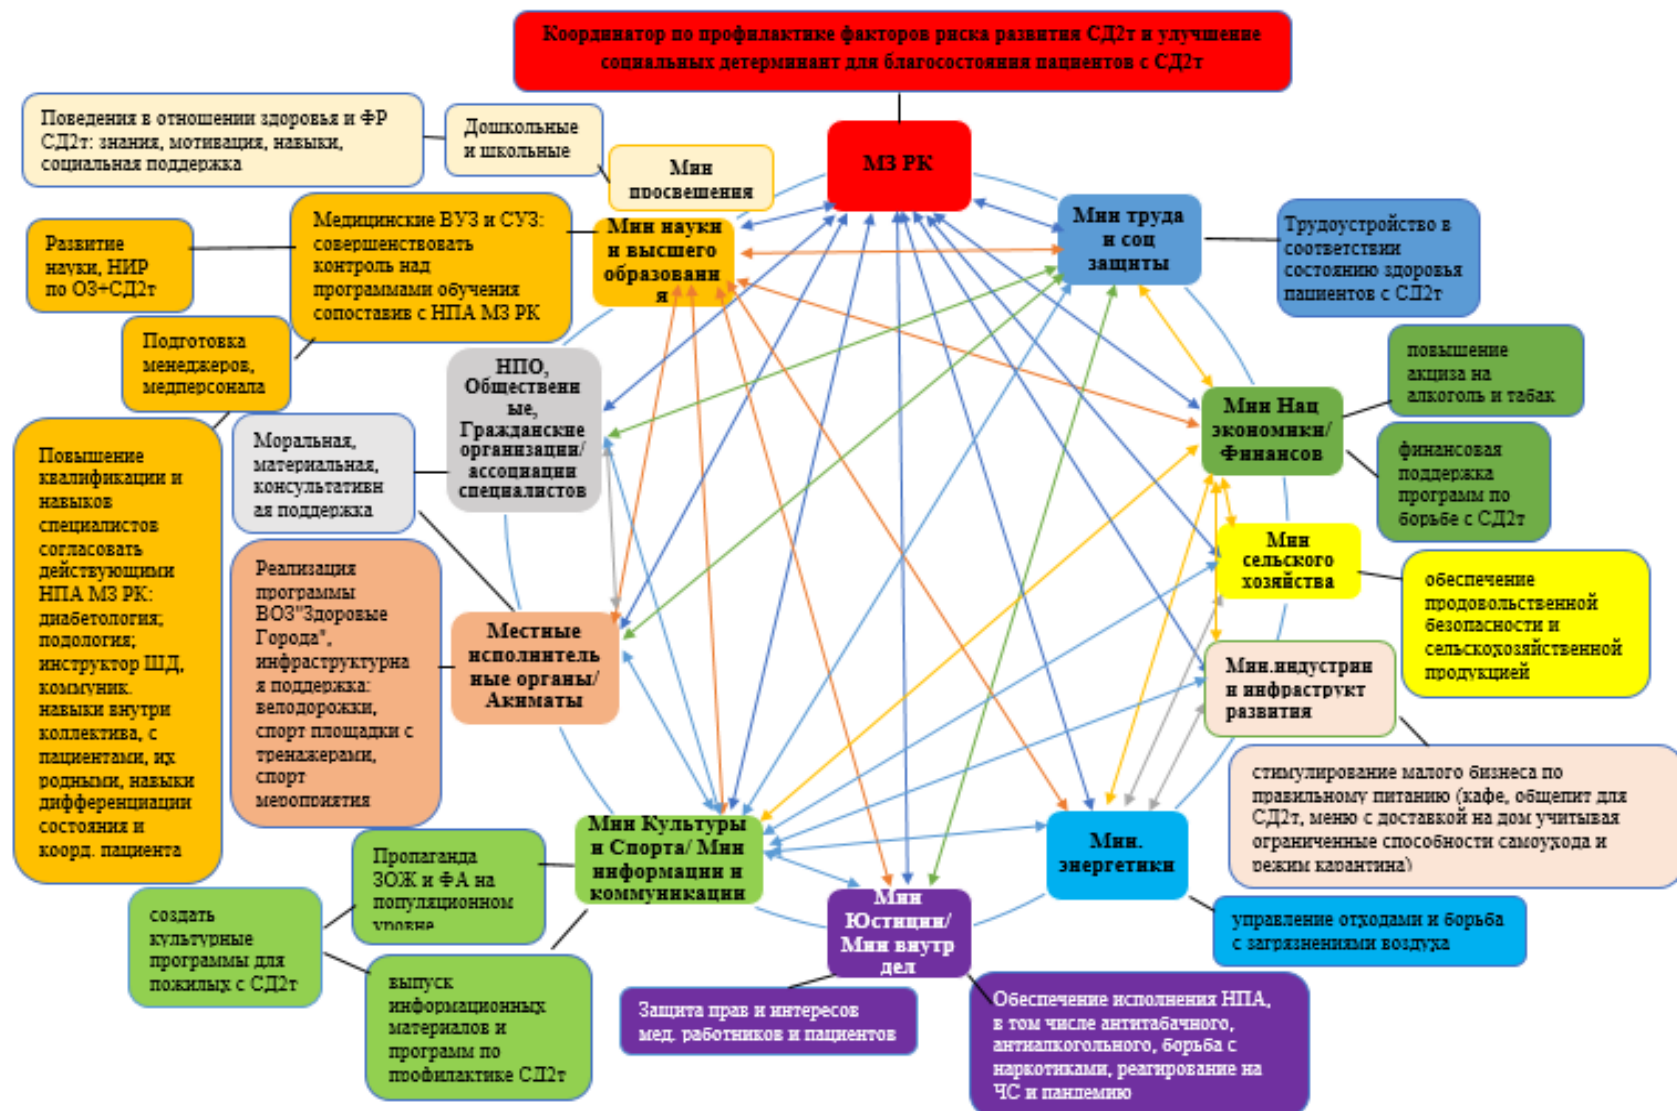 Координатор по профилактике факторов риска развития СД2т и улучшение
социальных детерминант для благосостояния пациентов с СД2т
Поведения в отношении здоровья и ФР
СД2т: знания, мотивация, навыки,
социальная поддержка
Дошкольные
и школьные
Мин
просвещения
МЗ РК
Развитие
науки, НИР
по ОЗ+СД2т
Медицинские ВУЗ и СУЗ:
совершенствовать
контроль над
программами обучения
сопоставив с НПА МЗ РК
Мин науки
и высшего
образовани
я
Мин труда
и соц
защиты
Трудоустройство в
соответствии
состоянию здоровья
пациентов с СД2т
Подготовка
менеджеров,
медперсонала
НПО,
Общественн
ые,
Гражданские
организации/
ассоциации
специалистов
Мин Нац
экономики/
Финансов
повышение
акциза на
алкоголь и табак
финансовая
поддержка
программ по
борьбе с СД2т
Повышение
квалификации и
навыков
специалистов
согласовать
действующими
НПА МЗ РК:
диабетология;
подология;
инструктор ШД,
коммуник.
навыки внутри
коллектива, с
пациентами, их
родными, навыки
дифференциации
состояния и
коорд. пациента
Моральная,
материальная,
консультативн
ая поддержка
Мин
сельского
хозяйства
обеспечение
продовольственной
безопасности и
сельскохозяйственной
продукцией
Реализация
программы
ВОЗ"Здоровые
Города",
инфраструктурна
я поддержка:
велодорожки,
спорт площадки с
тренажерами,
спорт
мероприятия
Местные
исполнитель
ные органы/
Акиматы
Мин.индустрии
и инфраструкт
развития
стимулирование малого бизнеса по
правильному питанию (кафе, общепит для
СД2т, меню с доставкой на дом учитывая
ограниченные способности самоухода и
режим карантина)
Мин Культуры
и Спорта/ Мин
информации и
коммуникации
Мин.
энергетики
управление отходами и борьба
с загрязнениями воздуха
Пропаганда
ЗОЖ и ФА на
популяционном
уровне
создать
культурные
программы для
пожилых с СД2т
выпуск
информационных
материалов и
программ по
профилактике СД2т
Мин
Юстиции/
Мин внутр
дел
Защита прав и интересов
мед. работников и пациентов
Обеспечение исполнения НПА,
в том числе антитабачного,
антиалкогольного, борьба с
наркотиками, реагирование на
ЧС и пандемию